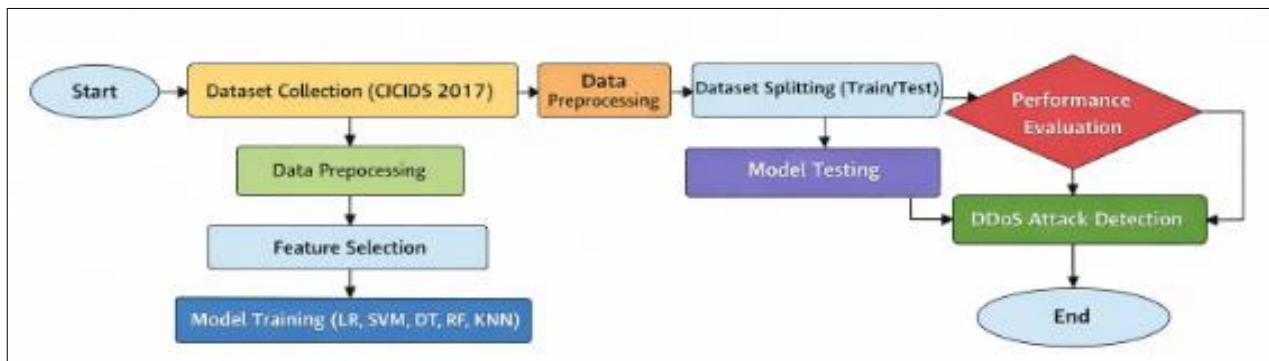 Start
Dataset Collection (CICIDS 2017)
Data
Preprocessing
Dataset Splitting (Train/Test)
Performance
Evaluation
Data Prepocessing
Model Testing
Feature Selection
DDoS Attack Detection
Model Training (LR, SVM, DT, RF, KNN)
End